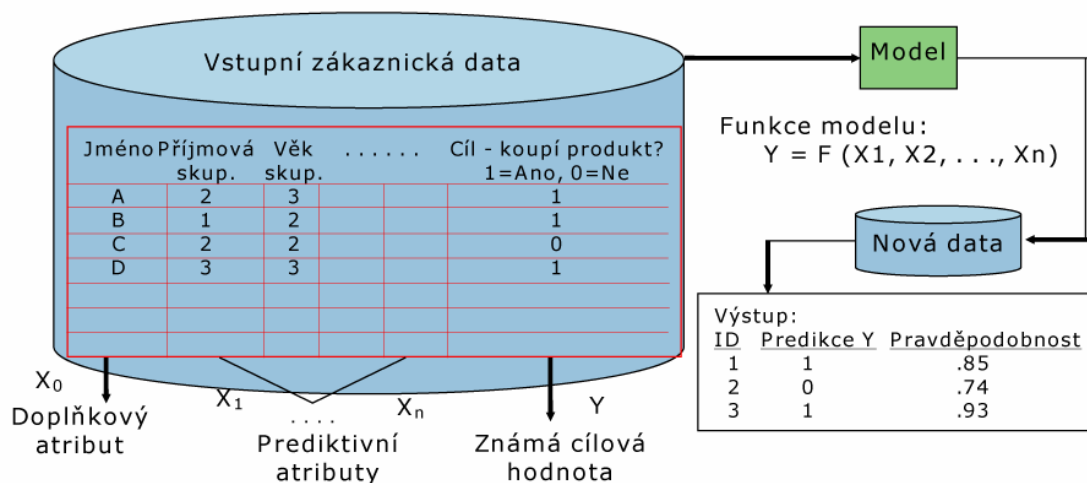 Vstupní zákaznická data
Model
Funkce modelu:
Y = F (X1, X2, . . ., Xn)
Jméno Příjmová skup. Věk skup. . . . . . . Cíl - koupí produkt? 1=Ano, 0=Ne
A 2 3 1
B 1 2 1
C 2 2 0
D 3 3 1
Nová data
Výstup:
ID Predikce Y Pravděpodobnost
1 1 .85
2 0 .74
3 1 .93
X0
Doplňkový
atribut
X1
. . . .
Xn
Prediktivní
atributy
Y
Známá cílová
hodnota